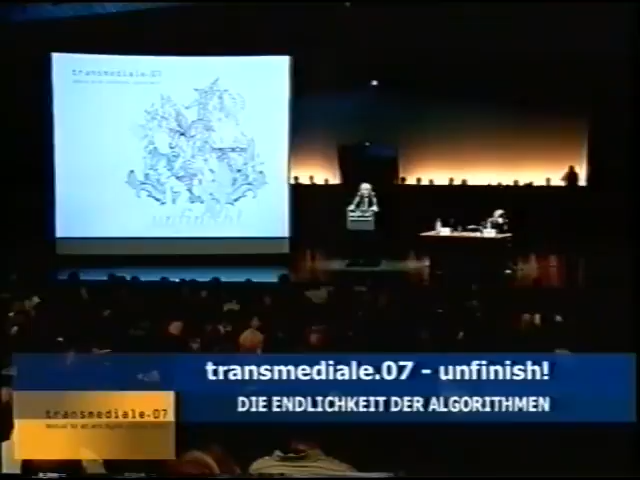 transmediale.07
unfinish!
transmediale.07 - unfinish!
DIE ENDLICHKEIT DER ALGORITHMEN
transmediale.07